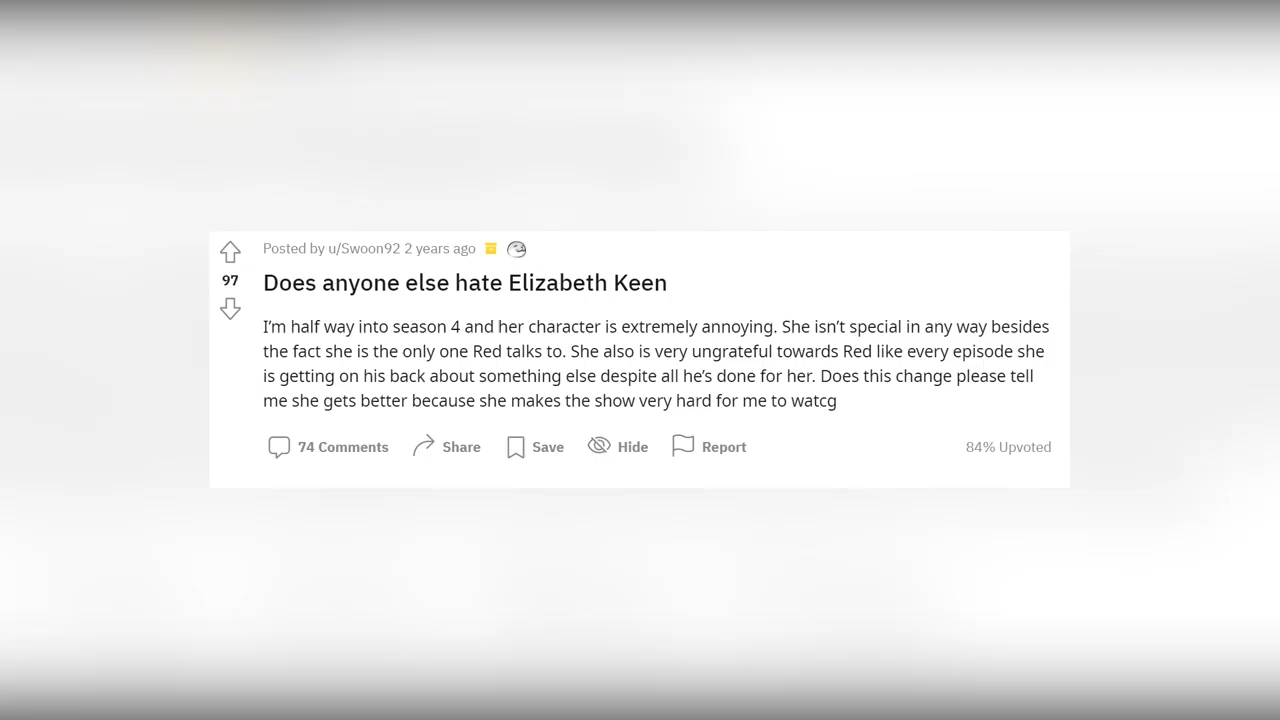 Posted by u/Swoon92 2 years ago
97
Does anyone else hate Elizabeth Keen
I’m half way into season 4 and her character is extremely annoying. She isn’t special in any way besides
the fact she is the only one Red talks to. She also is very ungrateful towards Red like every episode she
is getting on his back about something else despite all he’s done for her. Does this change please tell
me she gets better because she makes the show very hard for me to watcg
74 Comments Share Save Hide Report 84% Upvoted